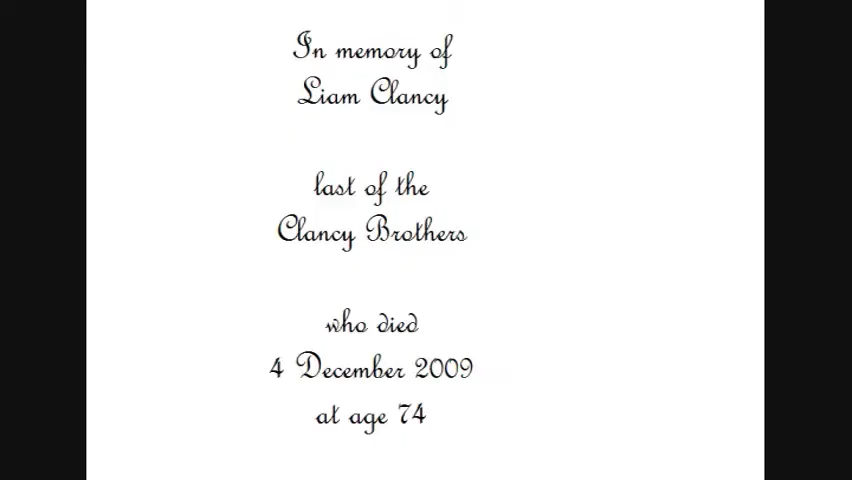 In memory of
Liam Clancy
last of the
Clancy Brothers
who died
4 December 2009
at age 74